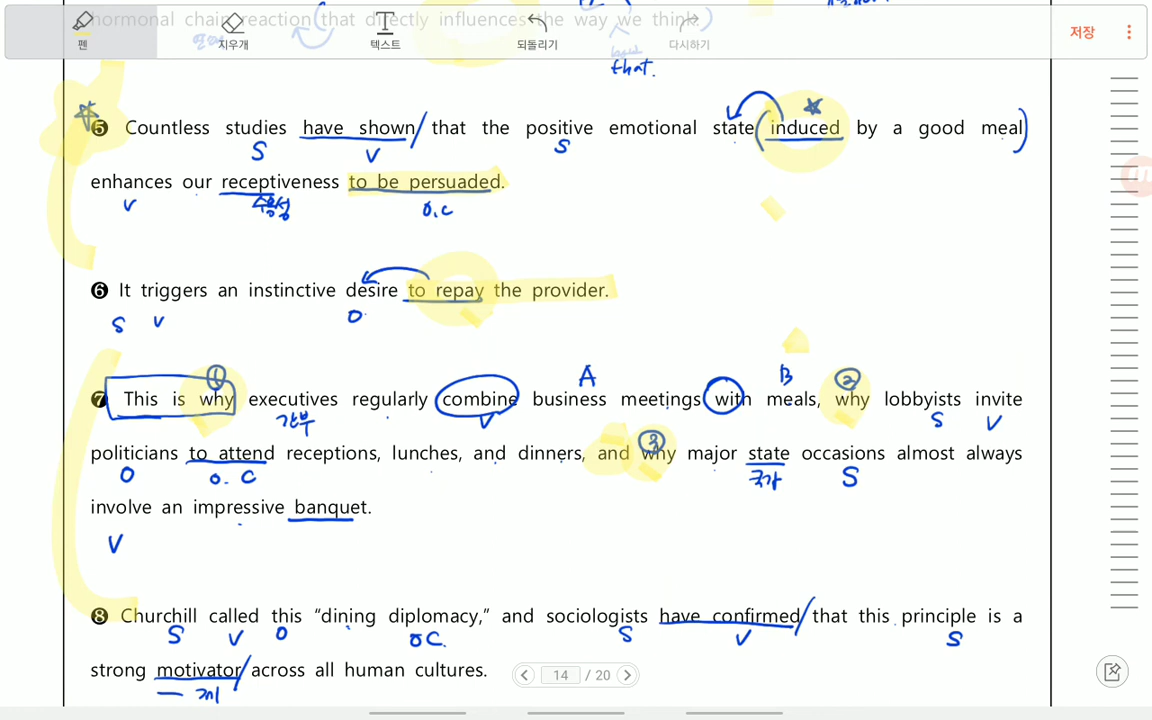 hormonal chain reaction (that directly influences the way we think)
펜 지우개 텍스트 되돌리기 다시하기 저장
that.
❺ Countless studies have shown/ that the positive emotional state (induced by a good meal)
S V S
enhances our receptiveness to be persuaded.
V 수용성 O.C
❻ It triggers an instinctive desire to repay the provider.
S V O
① A B ②
❼ This is why executives regularly combine business meetings with meals, why lobbyists invite
간부 V S V
③
politicians to attend receptions, lunches, and dinners, and why major state occasions almost always
O O.C 국가 S
involve an impressive banquet.
V
❽ Churchill called this “dining diplomacy,” and sociologists have confirmed/ that this principle is a
S V O OC. S V S
strong motivator/ across all human cultures.
14 / 20